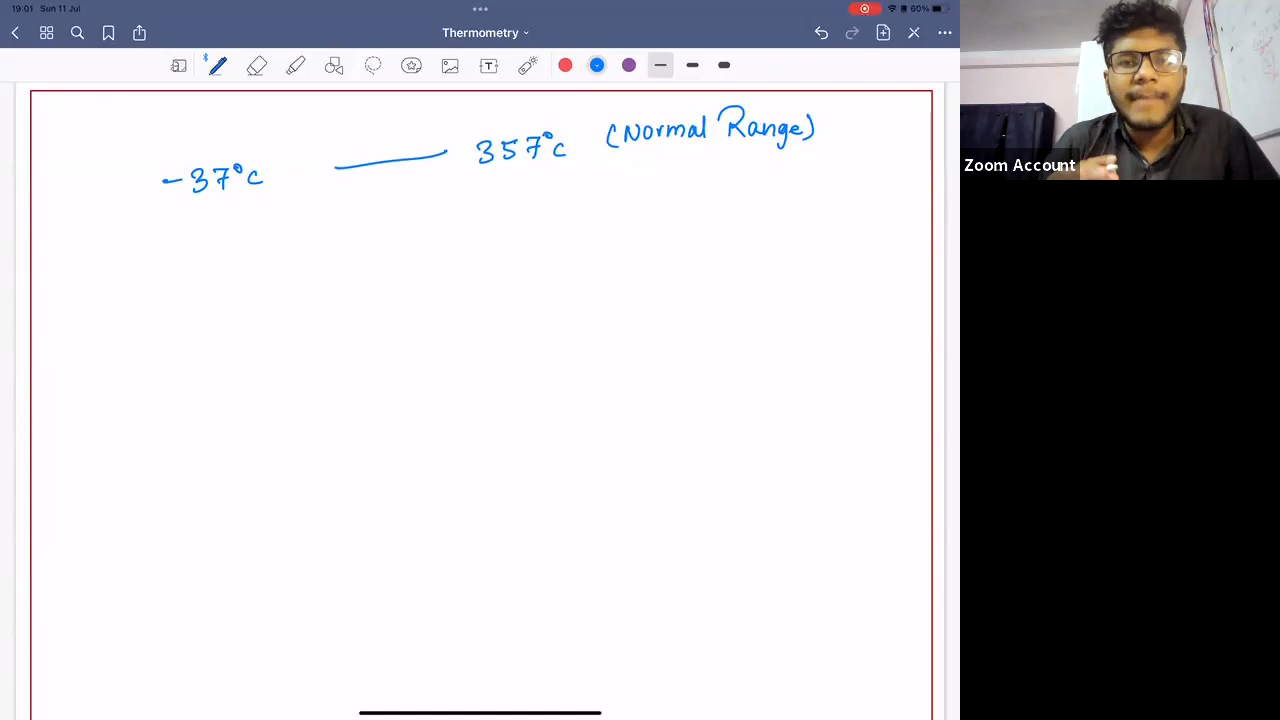 19:01 Sun 11 Jul
60%
Thermometry
T
-37°c — 357°c (Normal Range)
Zoom Account